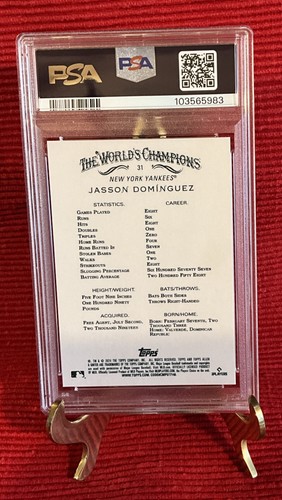 PSA
PSA
103565983
THE WORLD'S CHAMPIONS
31
NEW YORK YANKEES®
JASSON DOMÍNGUEZ
STATISTICS. CAREER.
GAMES PLAYED EIGHT
RUNS SIX
HITS EIGHT
DOUBLES ONE
TRIPLES ZERO
HOME RUNS FOUR
RUNS BATTED IN SEVEN
STOLEN BASES ONE
WALKS TWO
STRIKEOUTS EIGHT
SLUGGING PERCENTAGE SIX HUNDRED SEVENTY SEVEN
BATTING AVERAGE TWO HUNDRED FIFTY EIGHT
HEIGHT/WEIGHT.
FIVE FOOT NINE INCHES
ONE HUNDRED NINETY
POUNDS
BATS/THROWS.
BATS BOTH SIDES
THROWS RIGHT-HANDED
ACQUIRED.
FREE AGENT, JULY SECOND,
TWO THOUSAND NINETEEN
BORN/HOME.
BORN: FEBRUARY SEVENTH, TWO
THOUSAND THREE
HOME: VALVERDE, DOMINICAN
REPUBLIC
TOPPS